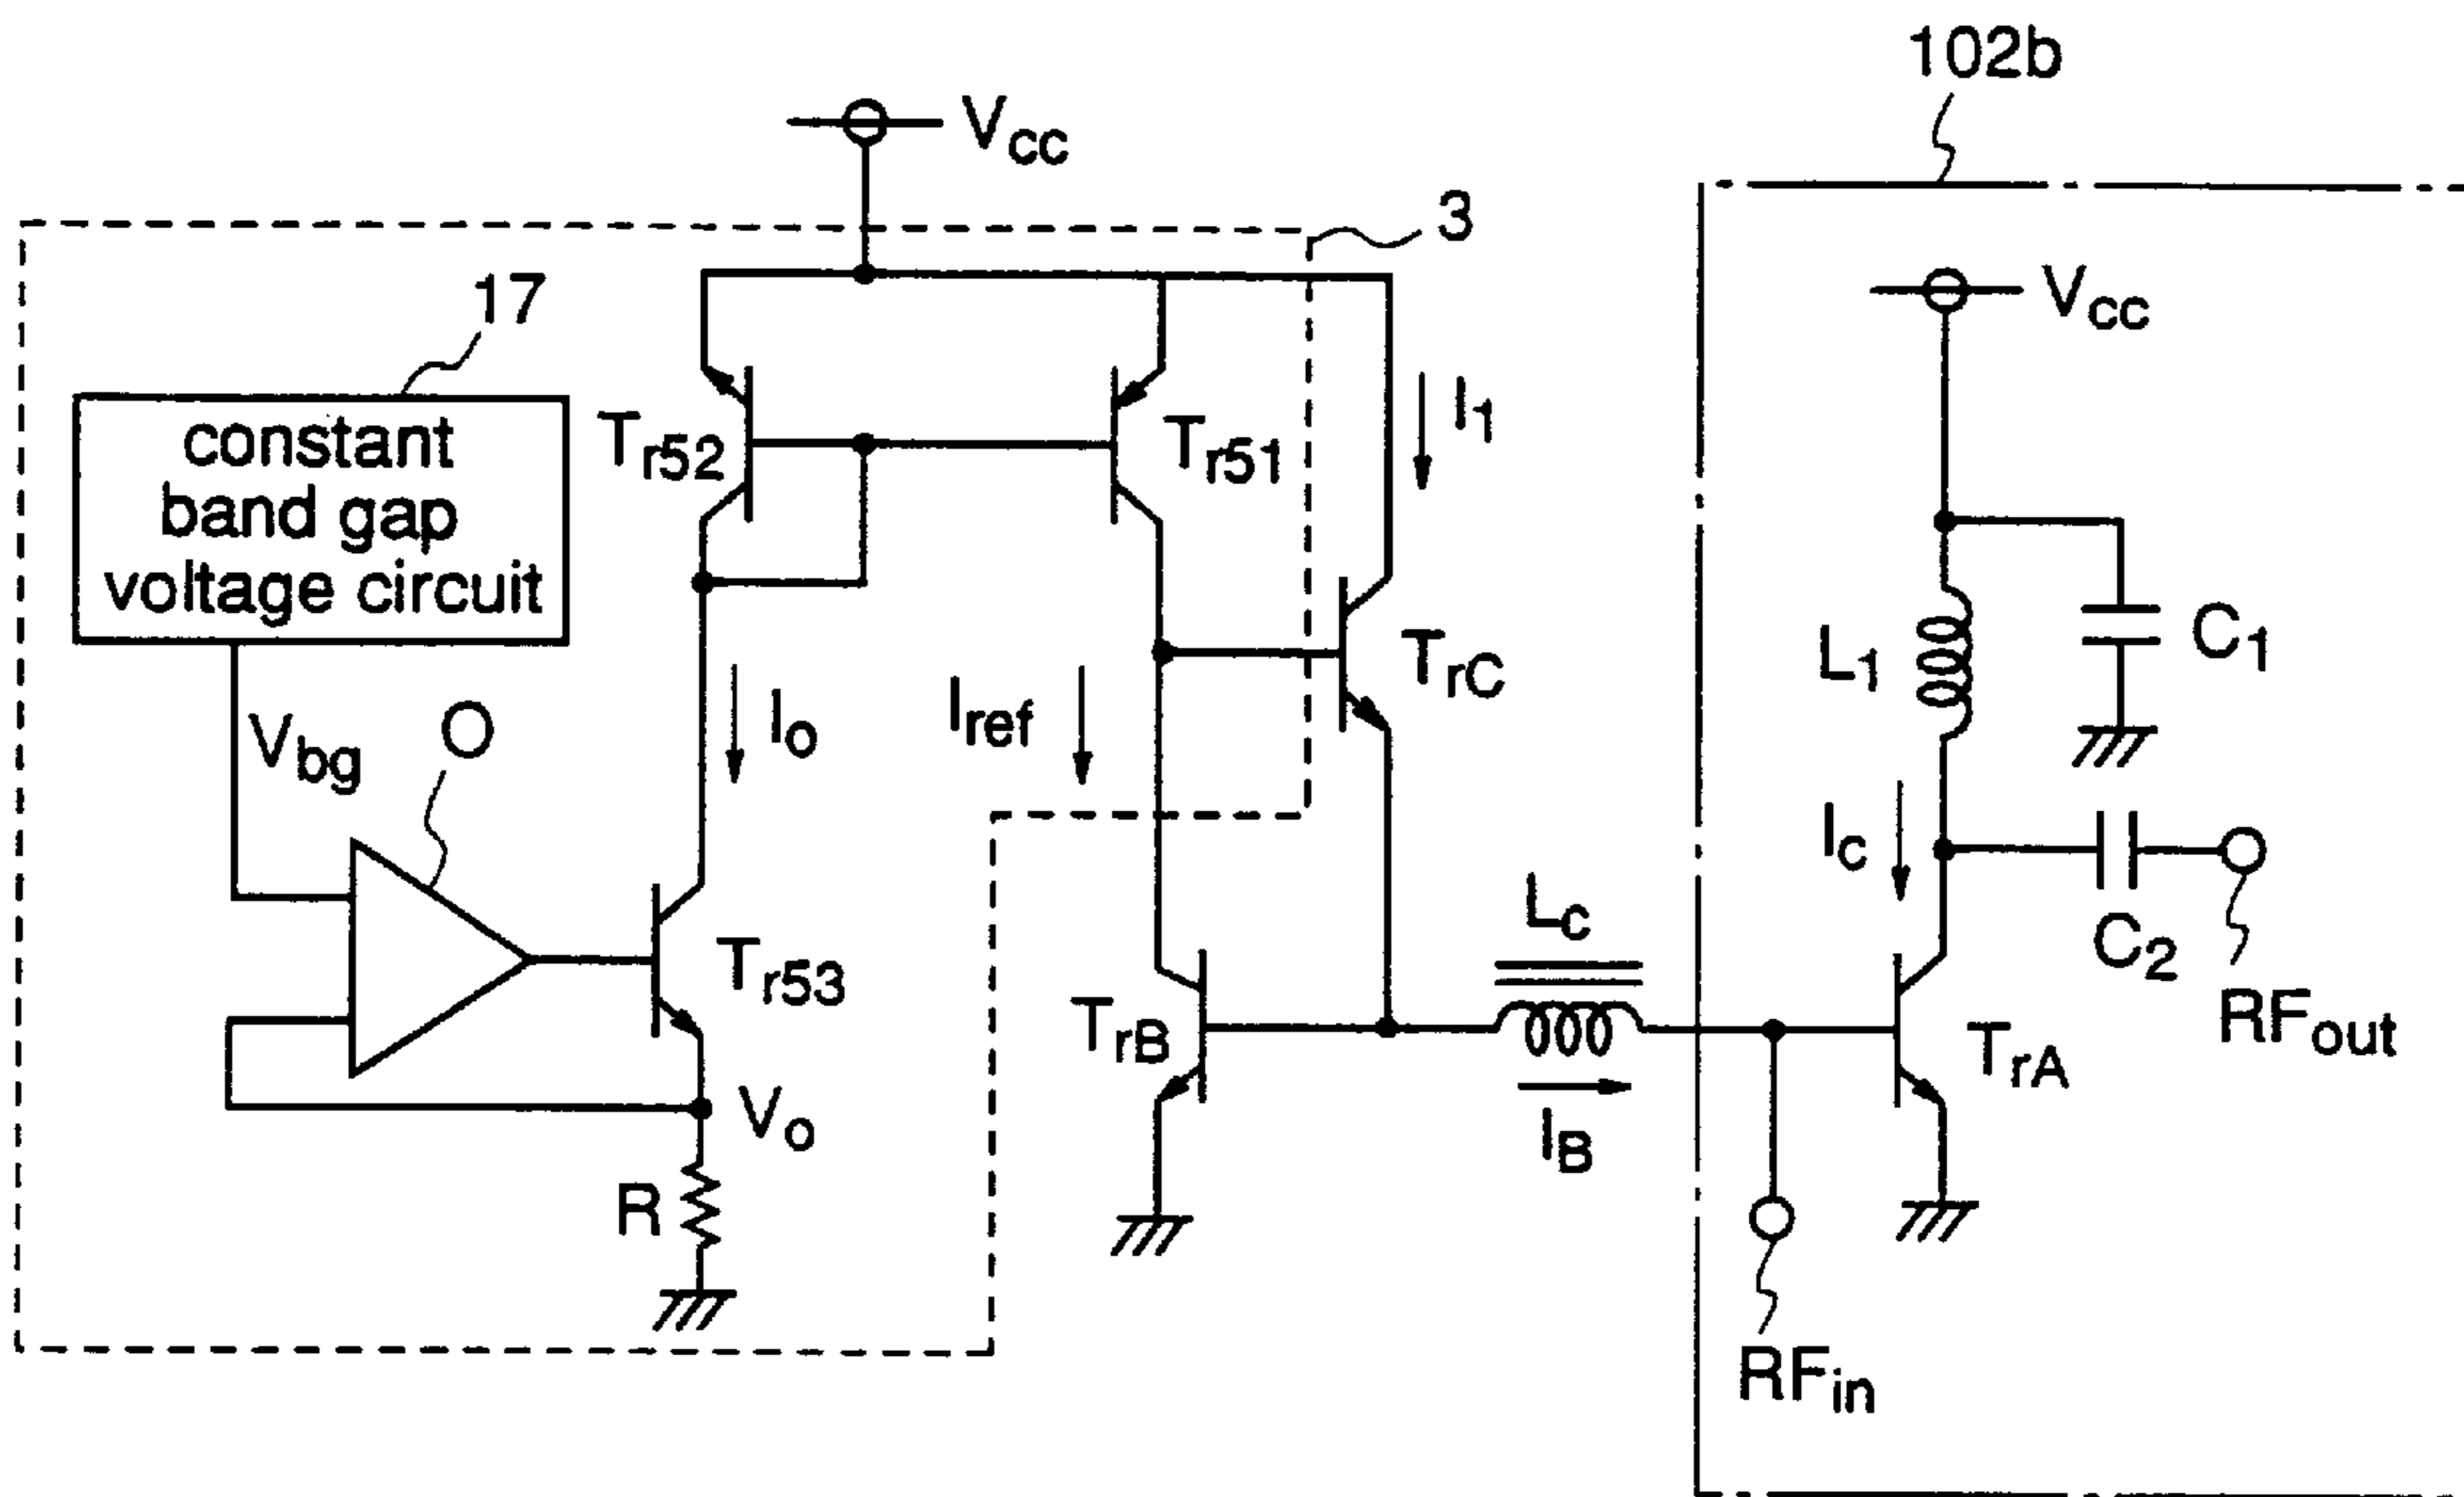 102b
Vcc
3
17
Vcc
constant
band gap
voltage circuit
Tr52
Tr51
I1
L1
C1
TrC
Vbg
O
Io
Iref
Ic
Lc
C2
Tr53
TrB
RFout
TrA
Vo
IB
R
RFin